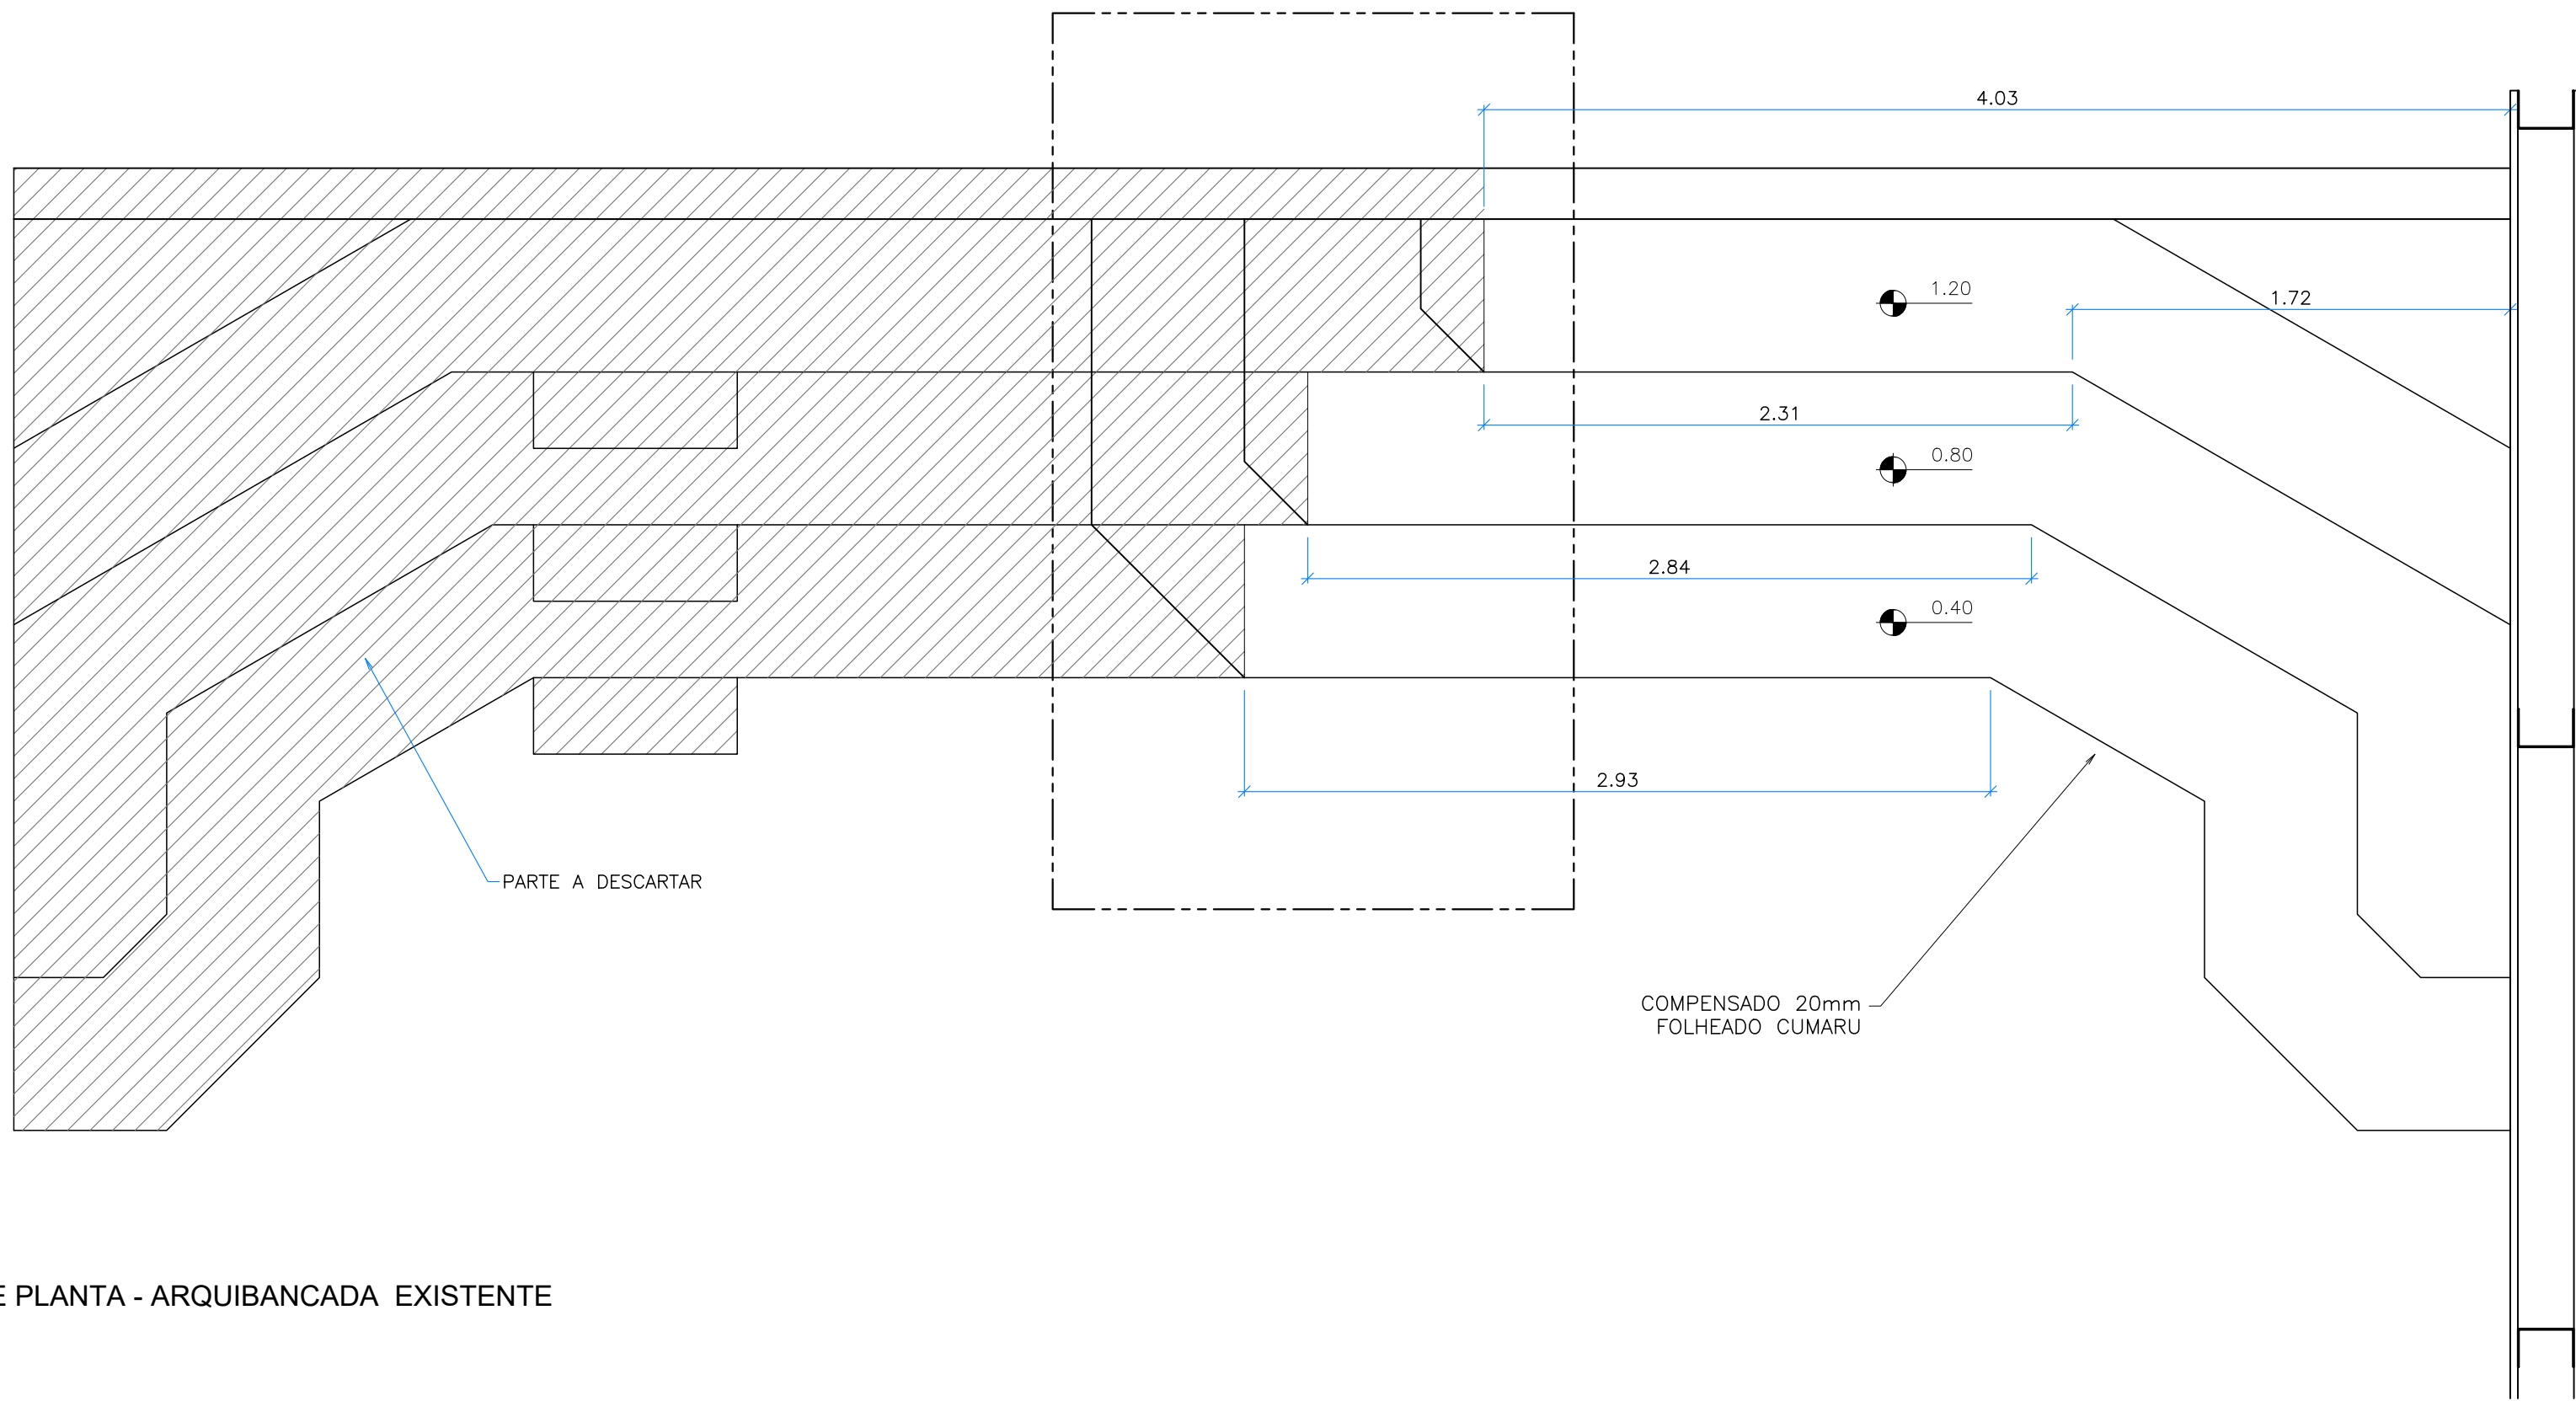 4.03
1.20
1.72
2.31
0.80
2.84
0.40
2.93
PARTE A DESCARTAR
COMPENSADO 20mm
FOLHEADO CUMARU
E PLANTA - ARQUIBANCADA EXISTENTE